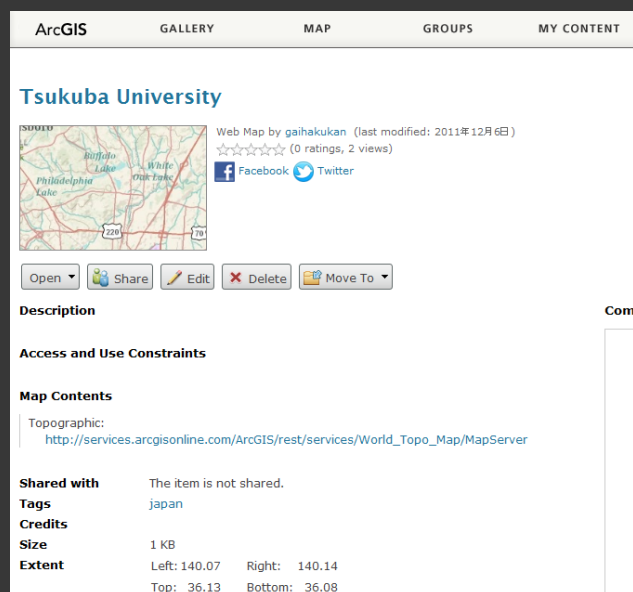 ArcGIS GALLERY MAP GROUPS MY CONTENT
Tsukuba University
Web Map by gaihakukan (last modified: 2011年12月6日)
(0 ratings, 2 views)
Facebook Twitter
Buffalo
Lake
White
Oak Lake
Philadelphia
Lake
220
70
Open Share Edit Delete Move To
Description
Com
Access and Use Constraints
Map Contents
Topographic:
http://services.arcgisonline.com/ArcGIS/rest/services/World_Topo_Map/MapServer
Shared with The item is not shared.
Tags japan
Credits
Size 1 KB
Extent Left: 140.07 Right: 140.14
Top: 36.13 Bottom: 36.08